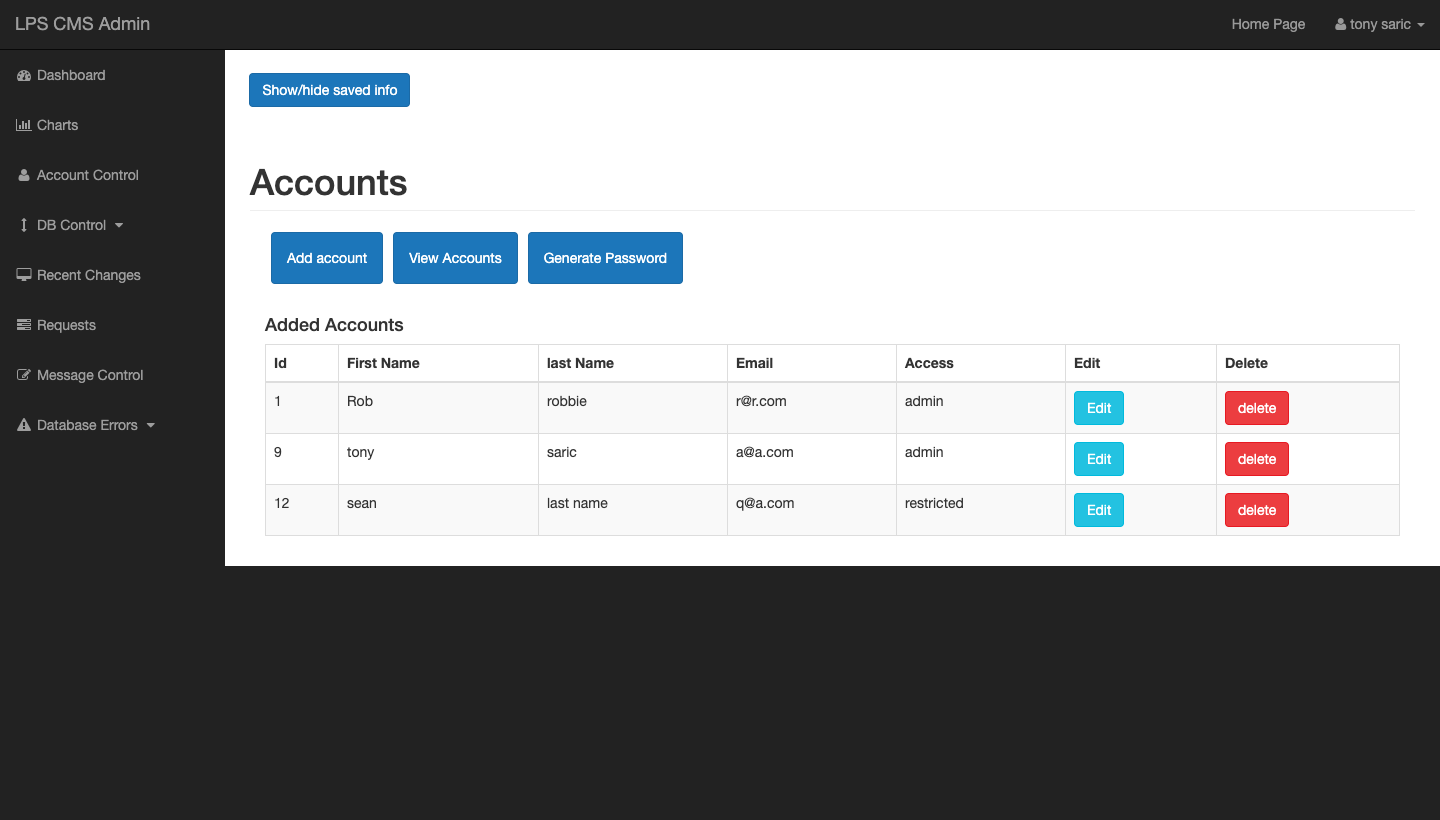 LPS CMS Admin
Home Page
tony saric
Dashboard
Charts
Account Control
DB Control
Recent Changes
Requests
Message Control
Database Errors
Show/hide saved info
Accounts
Add account View Accounts Generate Password
Added Accounts
Id First Name last Name Email Access Edit Delete
1 Rob robbie r@r.com admin Edit delete
9 tony saric a@a.com admin Edit delete
12 sean last name q@a.com restricted Edit delete